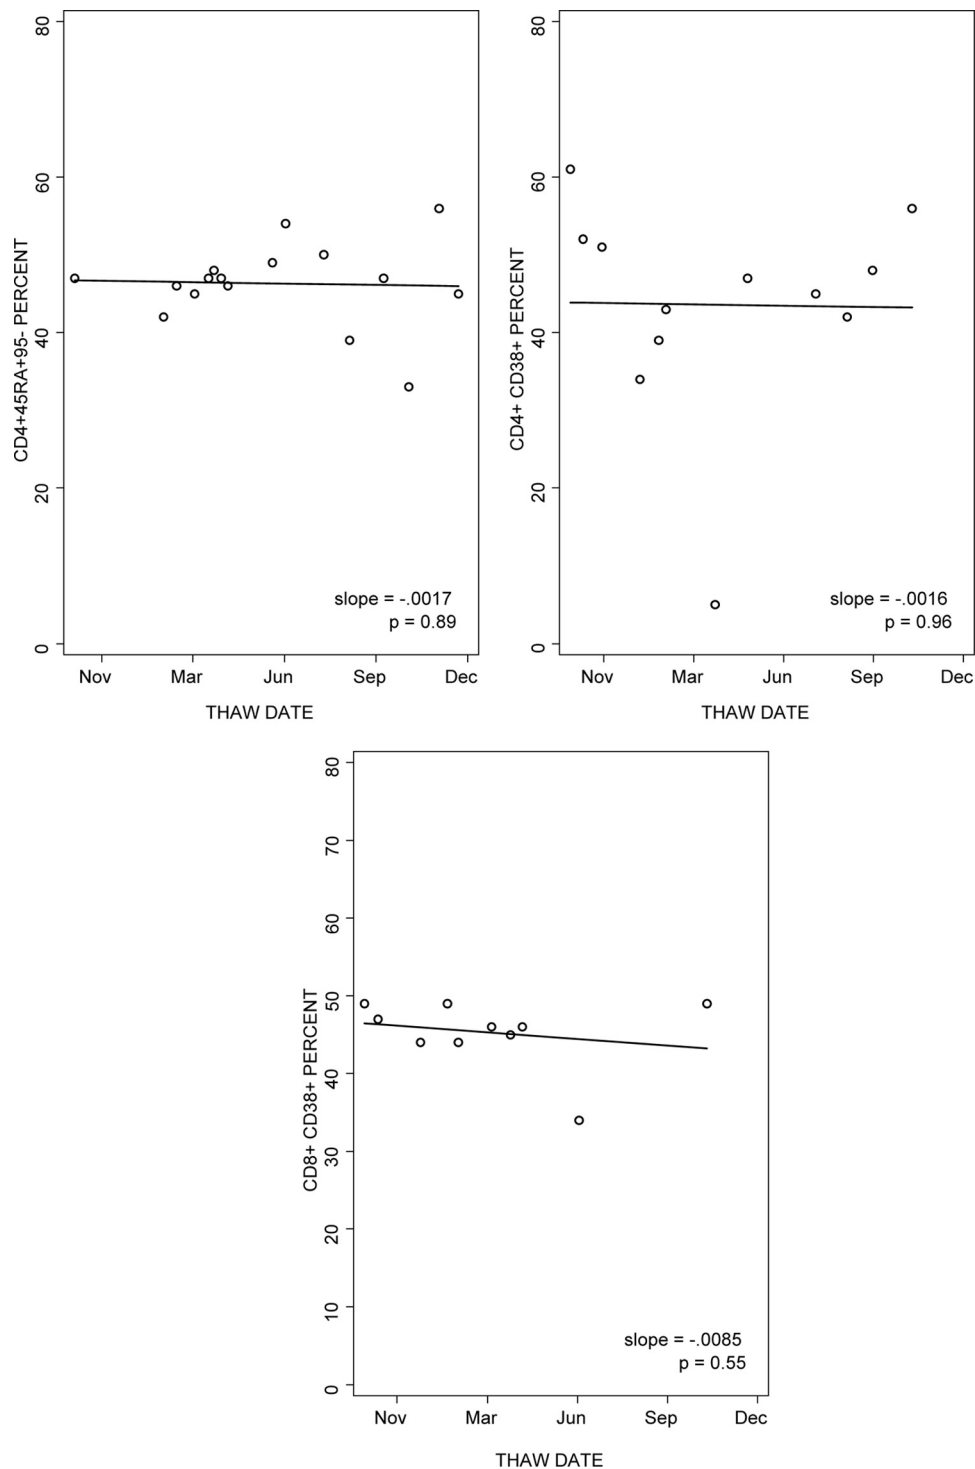 CD4+45RA+95- PERCENT
80
60
40
20
0
slope = -.0017
p = 0.89
Nov Mar Jun Sep Dec
THAW DATE
CD4+ CD38+ PERCENT
80
60
40
20
0
slope = -.0016
p = 0.96
Nov Mar Jun Sep Dec
THAW DATE
CD8+ CD38+ PERCENT
80
70
60
50
40
30
20
10
0
slope = -.0085
p = 0.55
Nov Mar Jun Sep Dec
THAW DATE